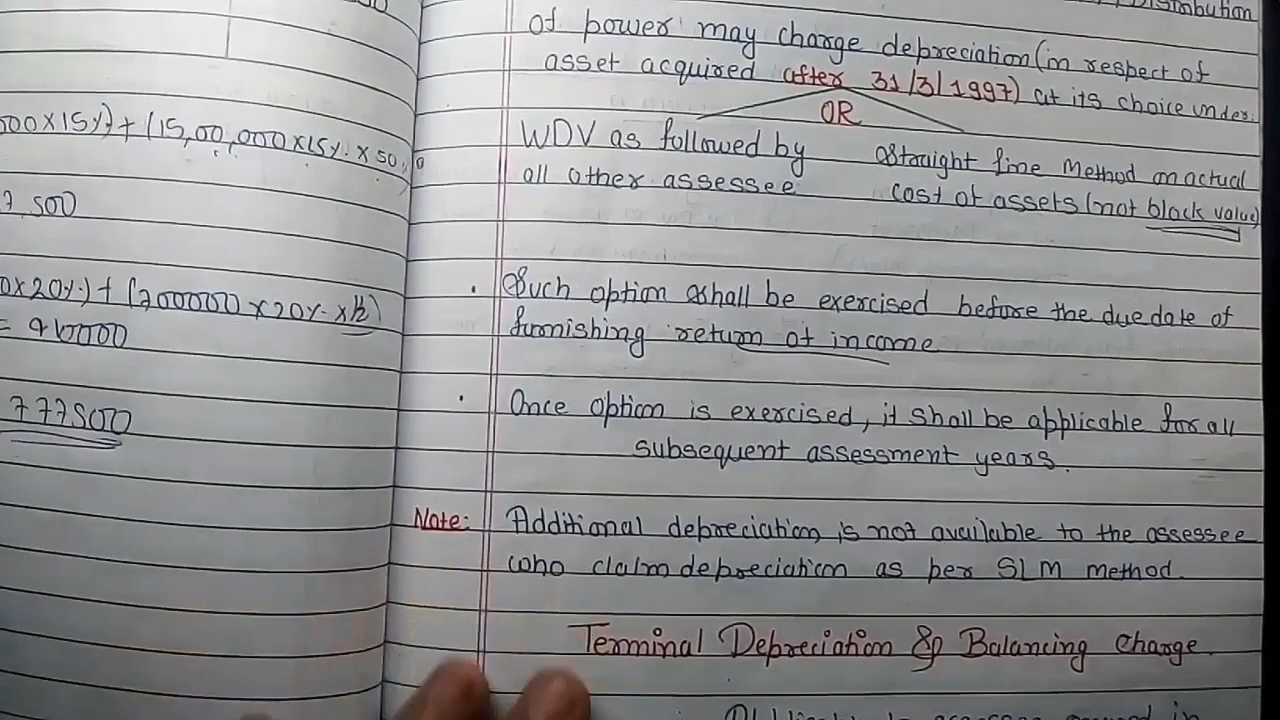 000×15%) + (15,00,000×15%×50%
7,500
0×20%) + (700000×20%×½)
= 910000
777500
Distribution
of power may charge depreciation (in respect of
asset acquired after 31/3/1997) at its choice under.
OR
WDV as followed by
all other assessee
Straight line Method on actual
cost of assets (not block value)
. Such option shall be exercised before the due date of
furnishing return of income
. Once option is exercised, it shall be applicable for all
subsequent assessment years.
Note: Additional depreciation is not available to the assessee
who claim depreciation as per SLM method.
Terminal Depreciation & Balancing Charge